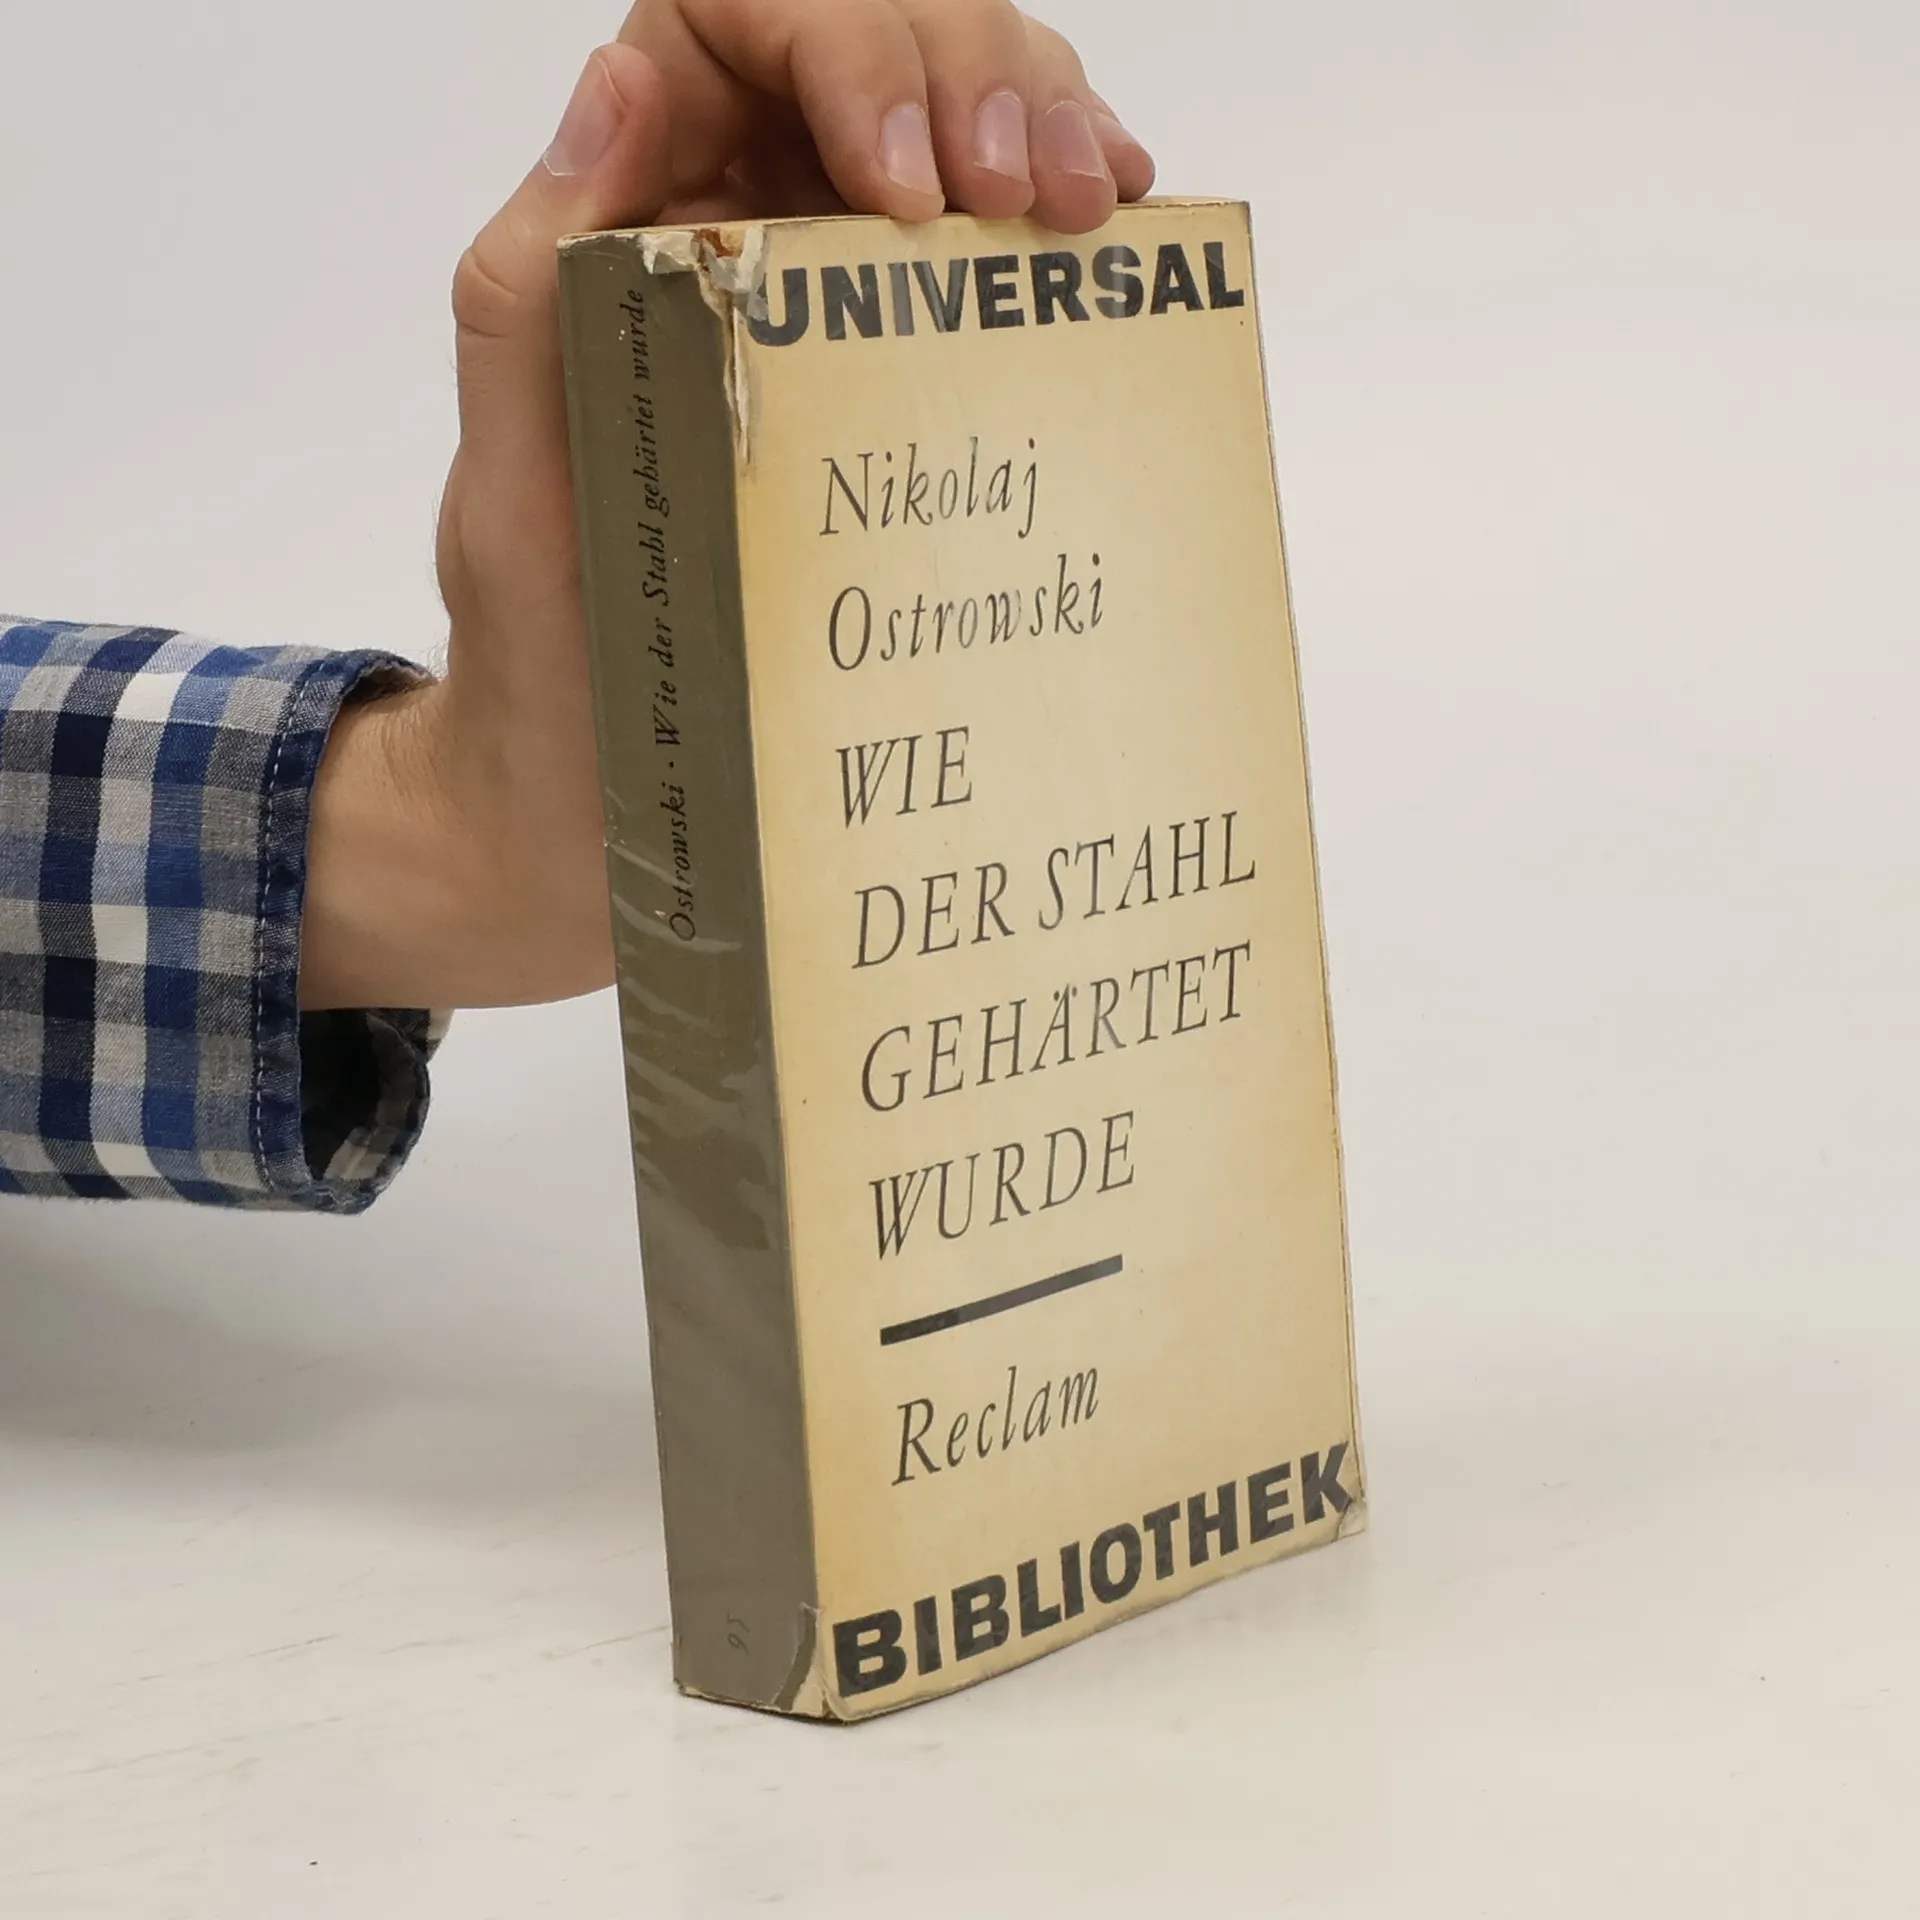 Ostrowski · Wie der Stahl gehärtet wurde
UNIVERSAL
Nikolaj
Ostrowski
WIE
DER STAHL
GEHÄRTET
WURDE
Reclam
BIBLIOTHEK